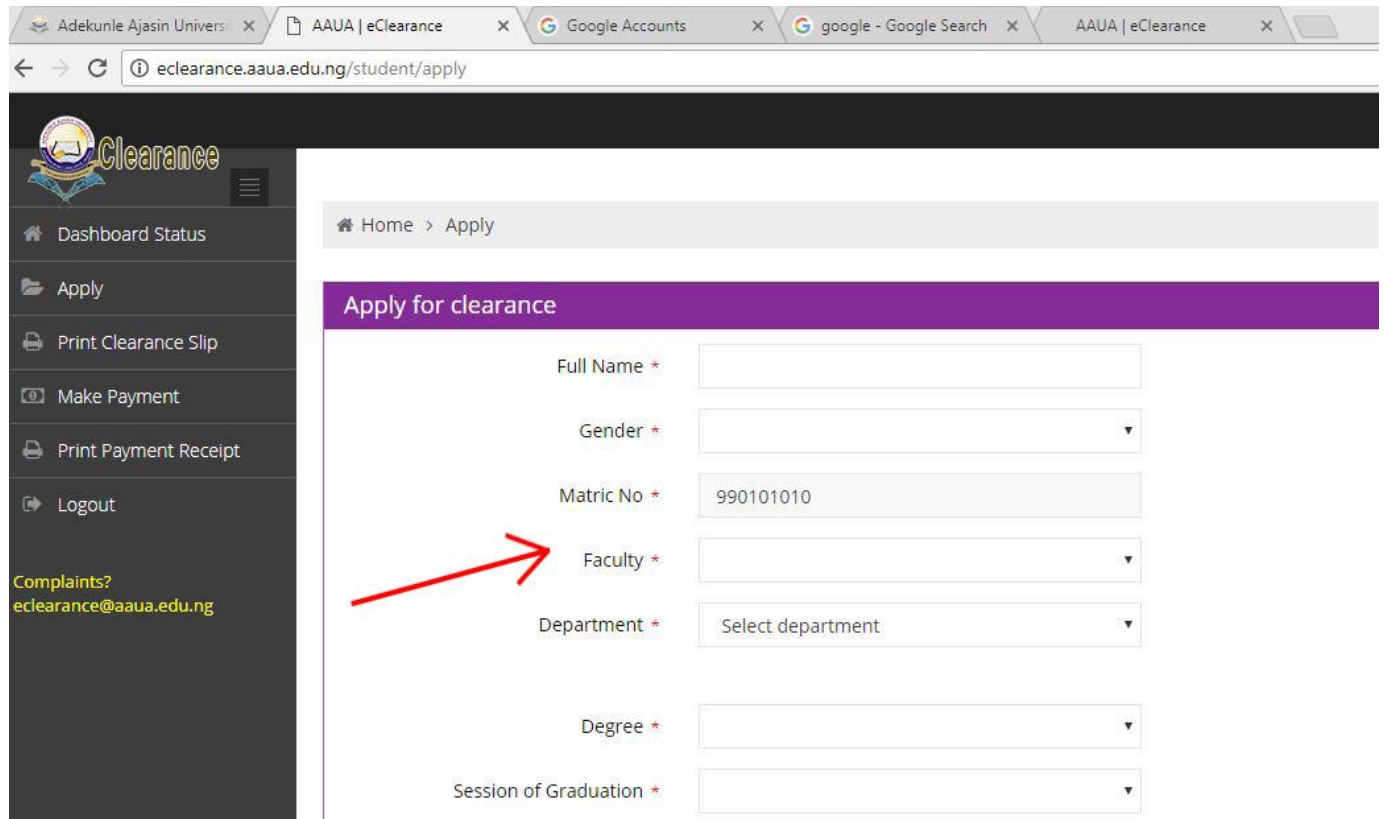 Adekunle Ajasin Universi
AAUA | eClearance
Google Accounts
google - Google Search
AAUA | eClearance
eclearance.aaua.edu.ng/student/apply
Clearance
Dashboard Status
Apply
Print Clearance Slip
Make Payment
Print Payment Receipt
Logout
Complaints?
eclearance@aaua.edu.ng
Home > Apply
Apply for clearance
Full Name *
Gender *
Matric No * 990101010
Faculty *
Department * Select department
Degree *
Session of Graduation *